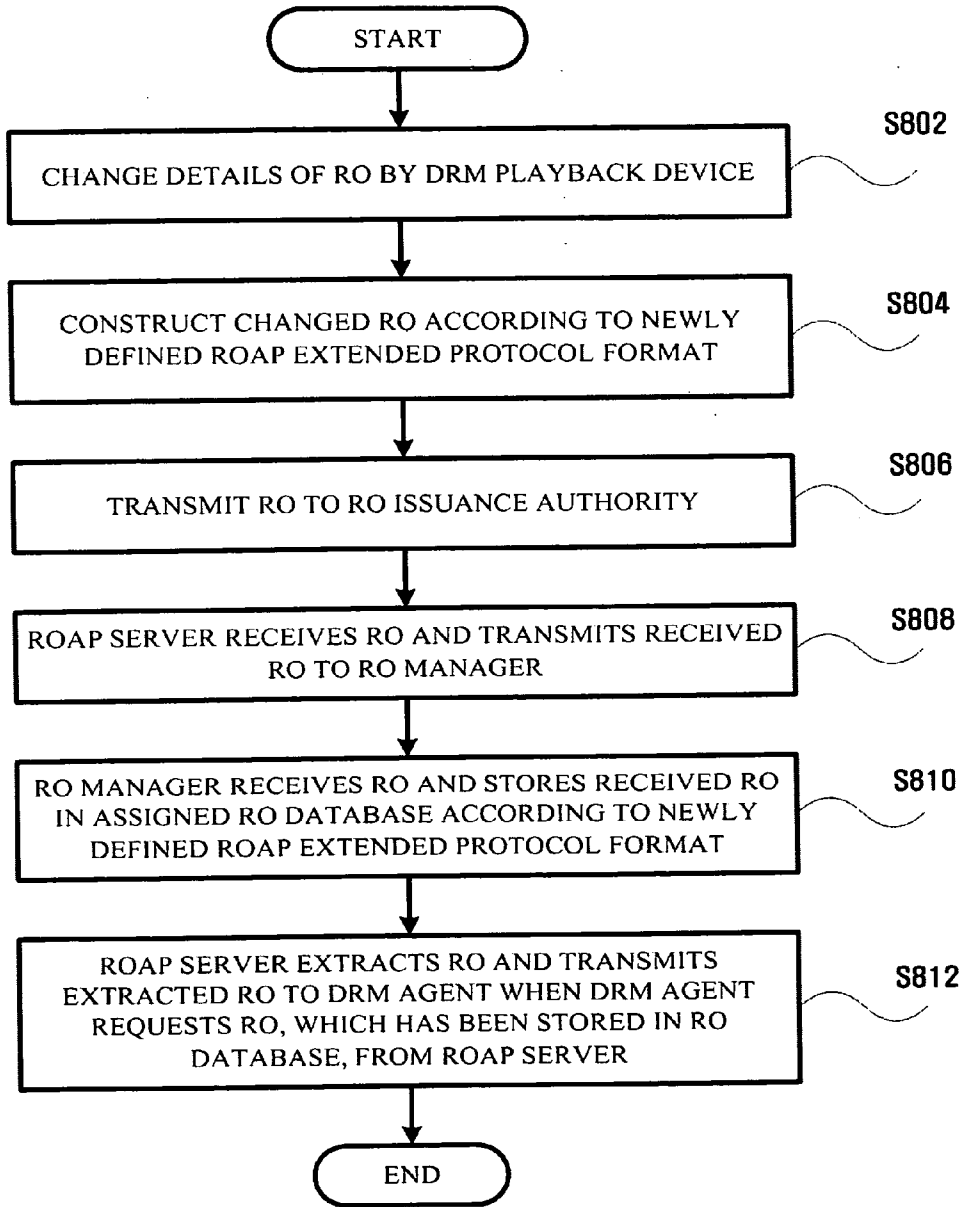 START
S802
CHANGE DETAILS OF RO BY DRM PLAYBACK DEVICE
S804
CONSTRUCT CHANGED RO ACCORDING TO NEWLY
DEFINED ROAP EXTENDED PROTOCOL FORMAT
S806
TRANSMIT RO TO RO ISSUANCE AUTHORITY
S808
ROAP SERVER RECEIVES RO AND TRANSMITS RECEIVED
RO TO RO MANAGER
S810
RO MANAGER RECEIVES RO AND STORES RECEIVED RO
IN ASSIGNED RO DATABASE ACCORDING TO NEWLY
DEFINED ROAP EXTENDED PROTOCOL FORMAT
S812
ROAP SERVER EXTRACTS RO AND TRANSMITS
EXTRACTED RO TO DRM AGENT WHEN DRM AGENT
REQUESTS RO, WHICH HAS BEEN STORED IN RO
DATABASE, FROM ROAP SERVER
END